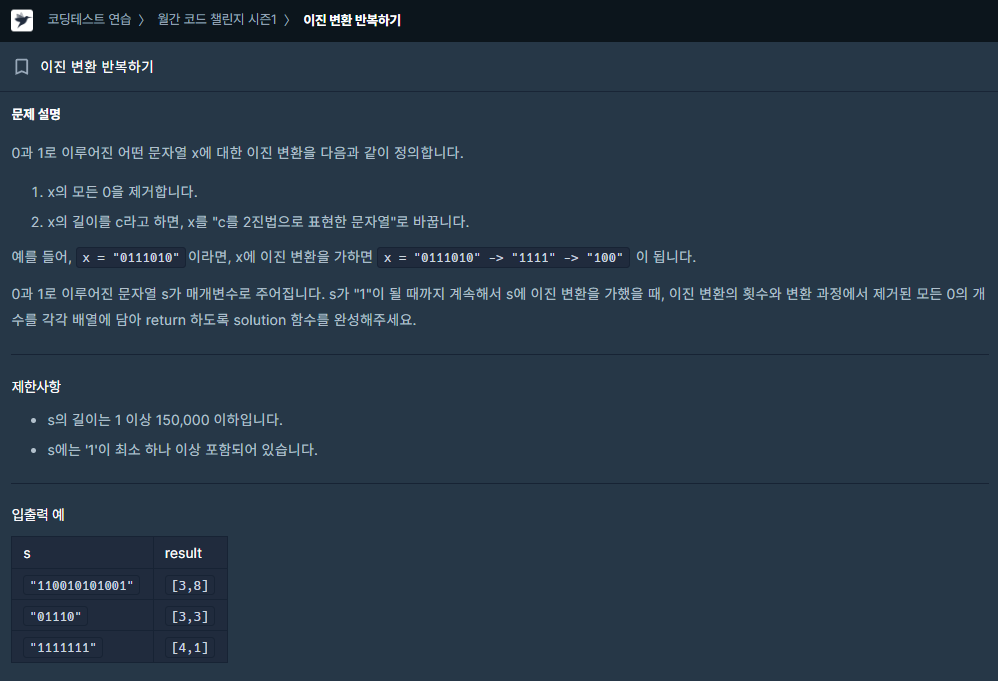 코딩테스트 연습 〉 월간 코드 챌린지 시즌1 〉 이진 변환 반복하기
이진 변환 반복하기
문제 설명
0과 1로 이루어진 어떤 문자열 x에 대한 이진 변환을 다음과 같이 정의합니다.
1. x의 모든 0을 제거합니다.
2. x의 길이를 c라고 하면, x를 "c를 2진법으로 표현한 문자열"로 바꿉니다.
예를 들어, x = "0111010" 이라면, x에 이진 변환을 가하면 x = "0111010" -> "1111" -> "100" 이 됩니다.
0과 1로 이루어진 문자열 s가 매개변수로 주어집니다. s가 "1"이 될 때까지 계속해서 s에 이진 변환을 가했을 때, 이진 변환의 횟수와 변환 과정에서 제거된 모든 0의 개
수를 각각 배열에 담아 return 하도록 solution 함수를 완성해주세요.
제한사항
• s의 길이는 1 이상 150,000 이하입니다.
• s에는 '1'이 최소 하나 이상 포함되어 있습니다.
입출력 예
s result
"110010101001" [3,8]
"01110" [3,3]
"1111111" [4,1]